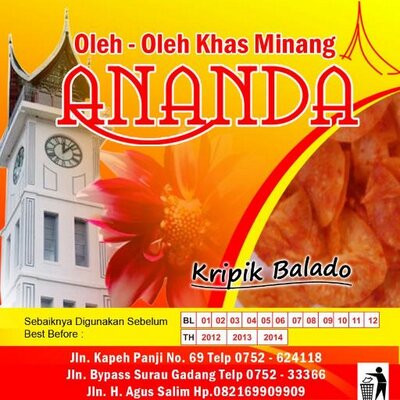 Oleh - Oleh Khas Minang
ANANDA
Kripik Balado
Sebaiknya Digunakan Sebelum
Best Before :
BL 01 02 03 04 05 06 07 08 09 10 11 12
TH 2012 2013 2014
Jln. Kapeh Panji No. 69 Telp 0752 - 624118
Jln. Bypass Surau Gadang Telp 0752 - 33366
Jln. H. Agus Salim Hp.082169909909